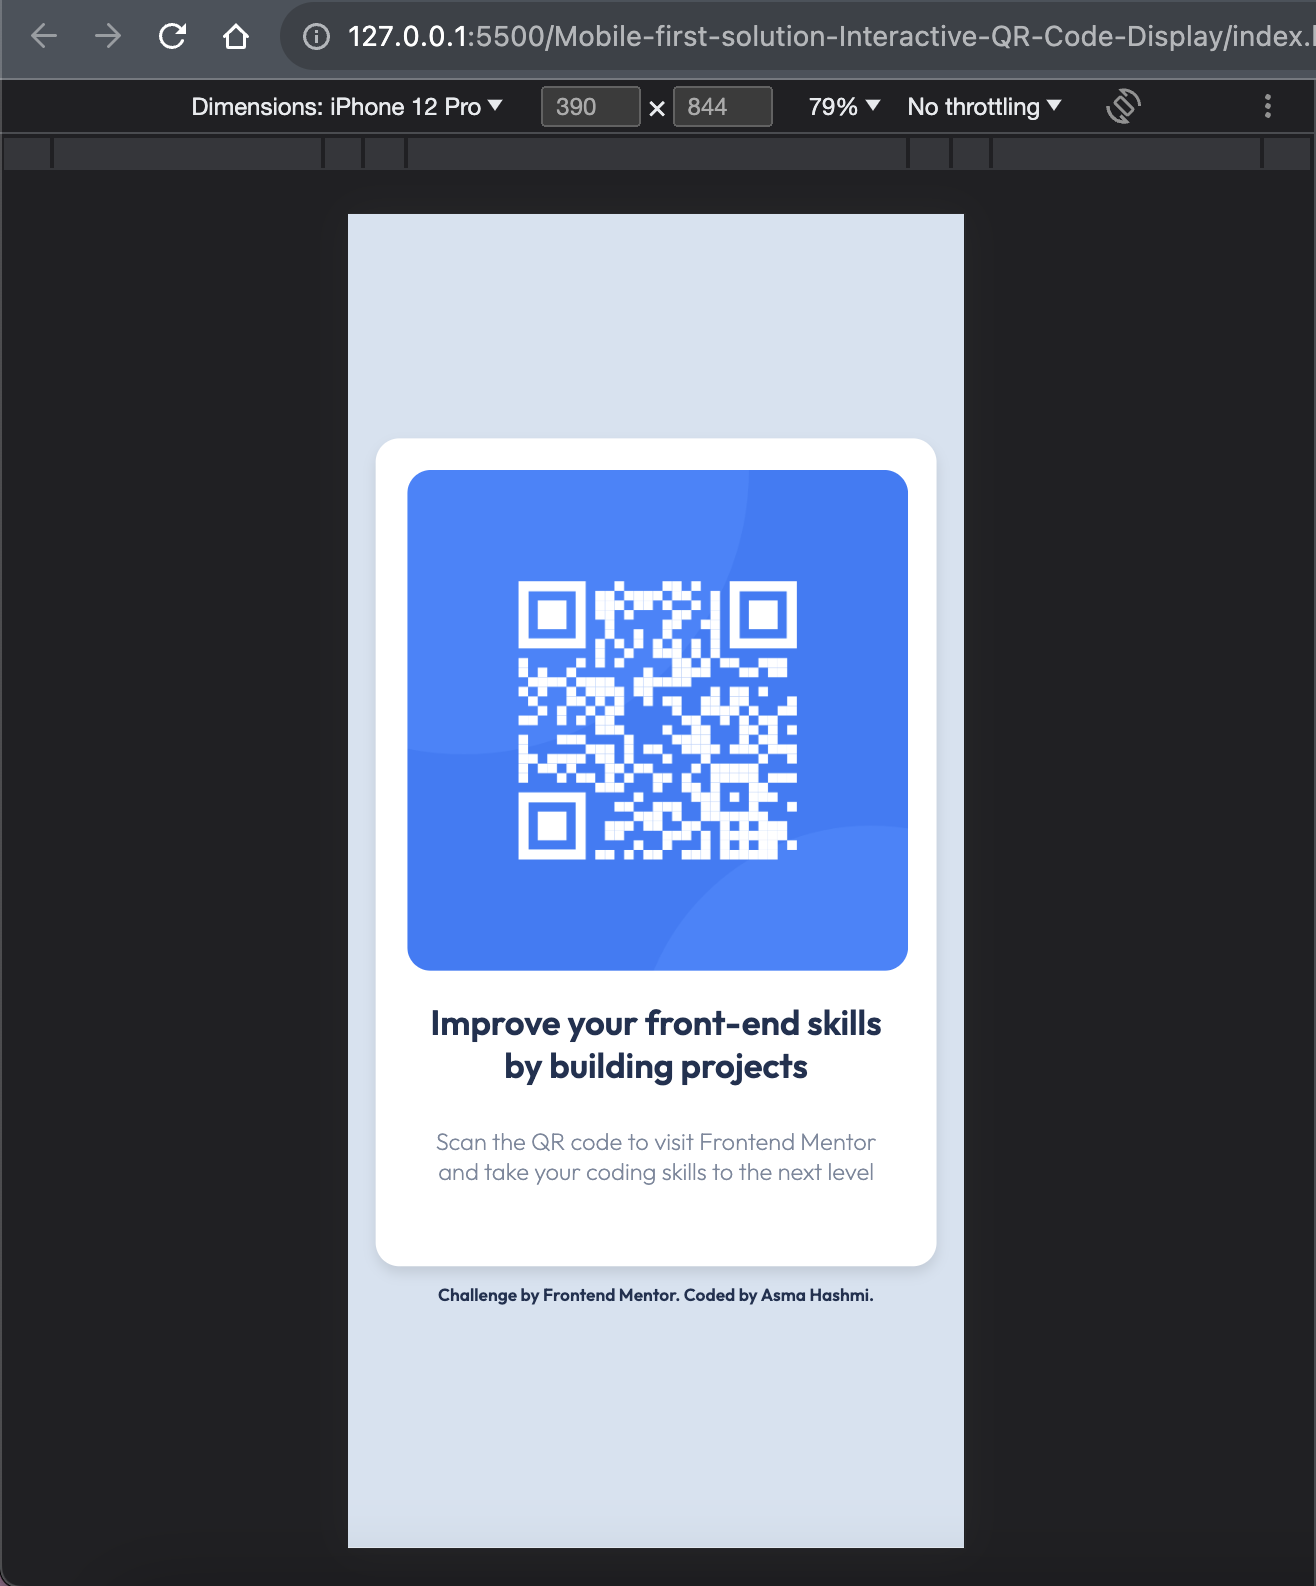 127.0.0.1:5500/Mobile-first-solution-Interactive-QR-Code-Display/index.
Dimensions: iPhone 12 Pro 390 × 844 79% No throttling
Improve your front-end skills
by building projects
Scan the QR code to visit Frontend Mentor
and take your coding skills to the next level
Challenge by Frontend Mentor. Coded by Asma Hashmi.